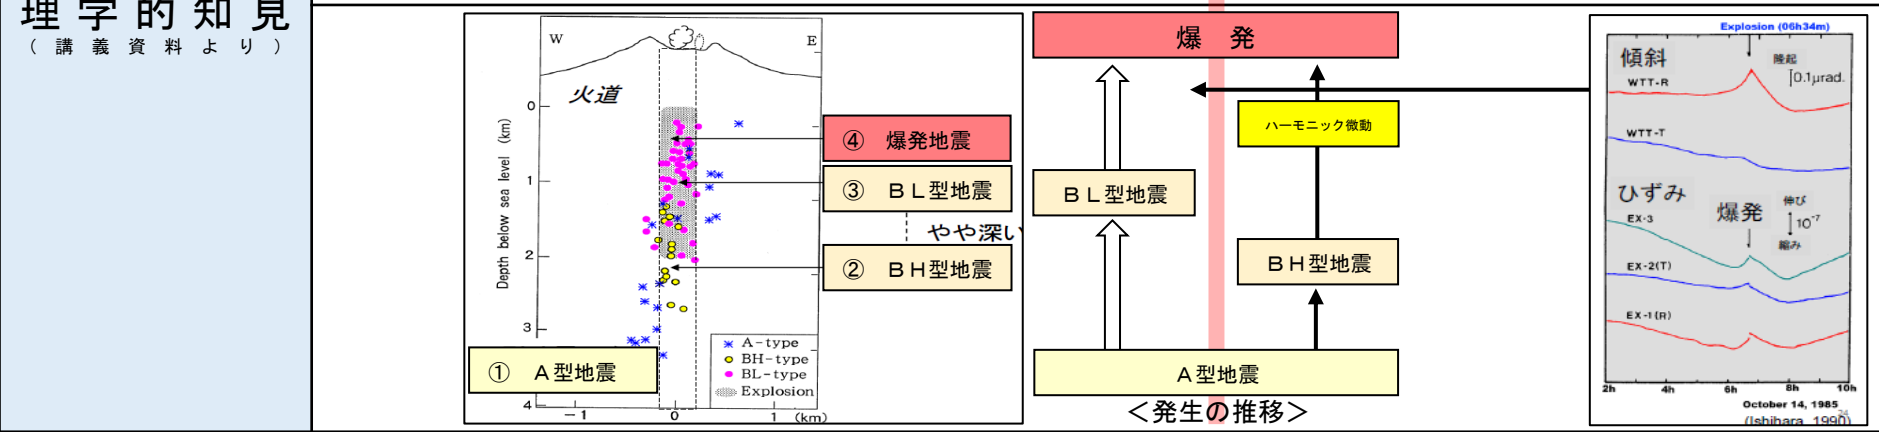 理学的知見
(講義資料より)
W
E
火道
Depth below sea level (km)
0
1
2
3
4
−1
0
1
(km)
④ 爆発地震
③ ＢＬ型地震
やや深い
② ＢＨ型地震
① Ａ型地震
A-type
BH-type
BL-type
Explosion
爆 発
ハーモニック微動
ＢＬ型地震
ＢＨ型地震
Ａ型地震
＜発生の推移＞
Explosion (06h34m)
傾斜
隆起
0.1μrad.
WTT-R
WTT-T
ひずみ
爆発
伸び
10⁻⁷
縮み
EX-3
EX-2(T)
EX-1(R)
2h 4h 6h 8h 10h
October 14, 1985
(Ishihara, 1990)